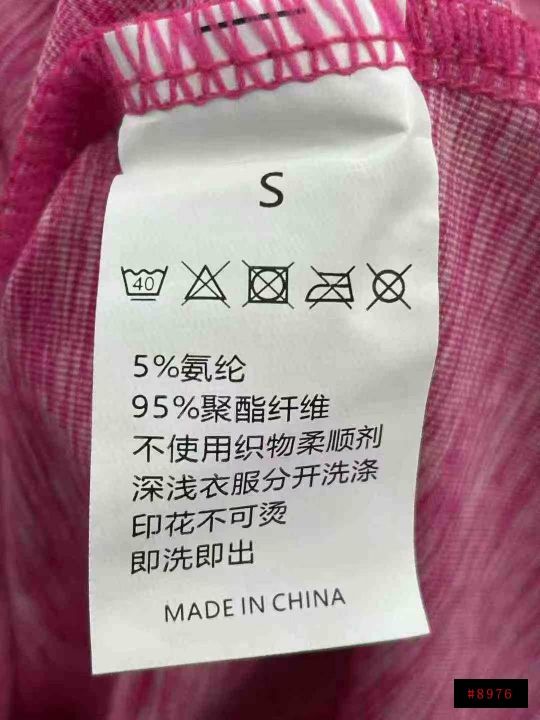 S
40
5%氨纶
95%聚酯纤维
不使用织物柔顺剂
深浅衣服分开洗涤
印花不可烫
即洗即出
MADE IN CHINA
#8976